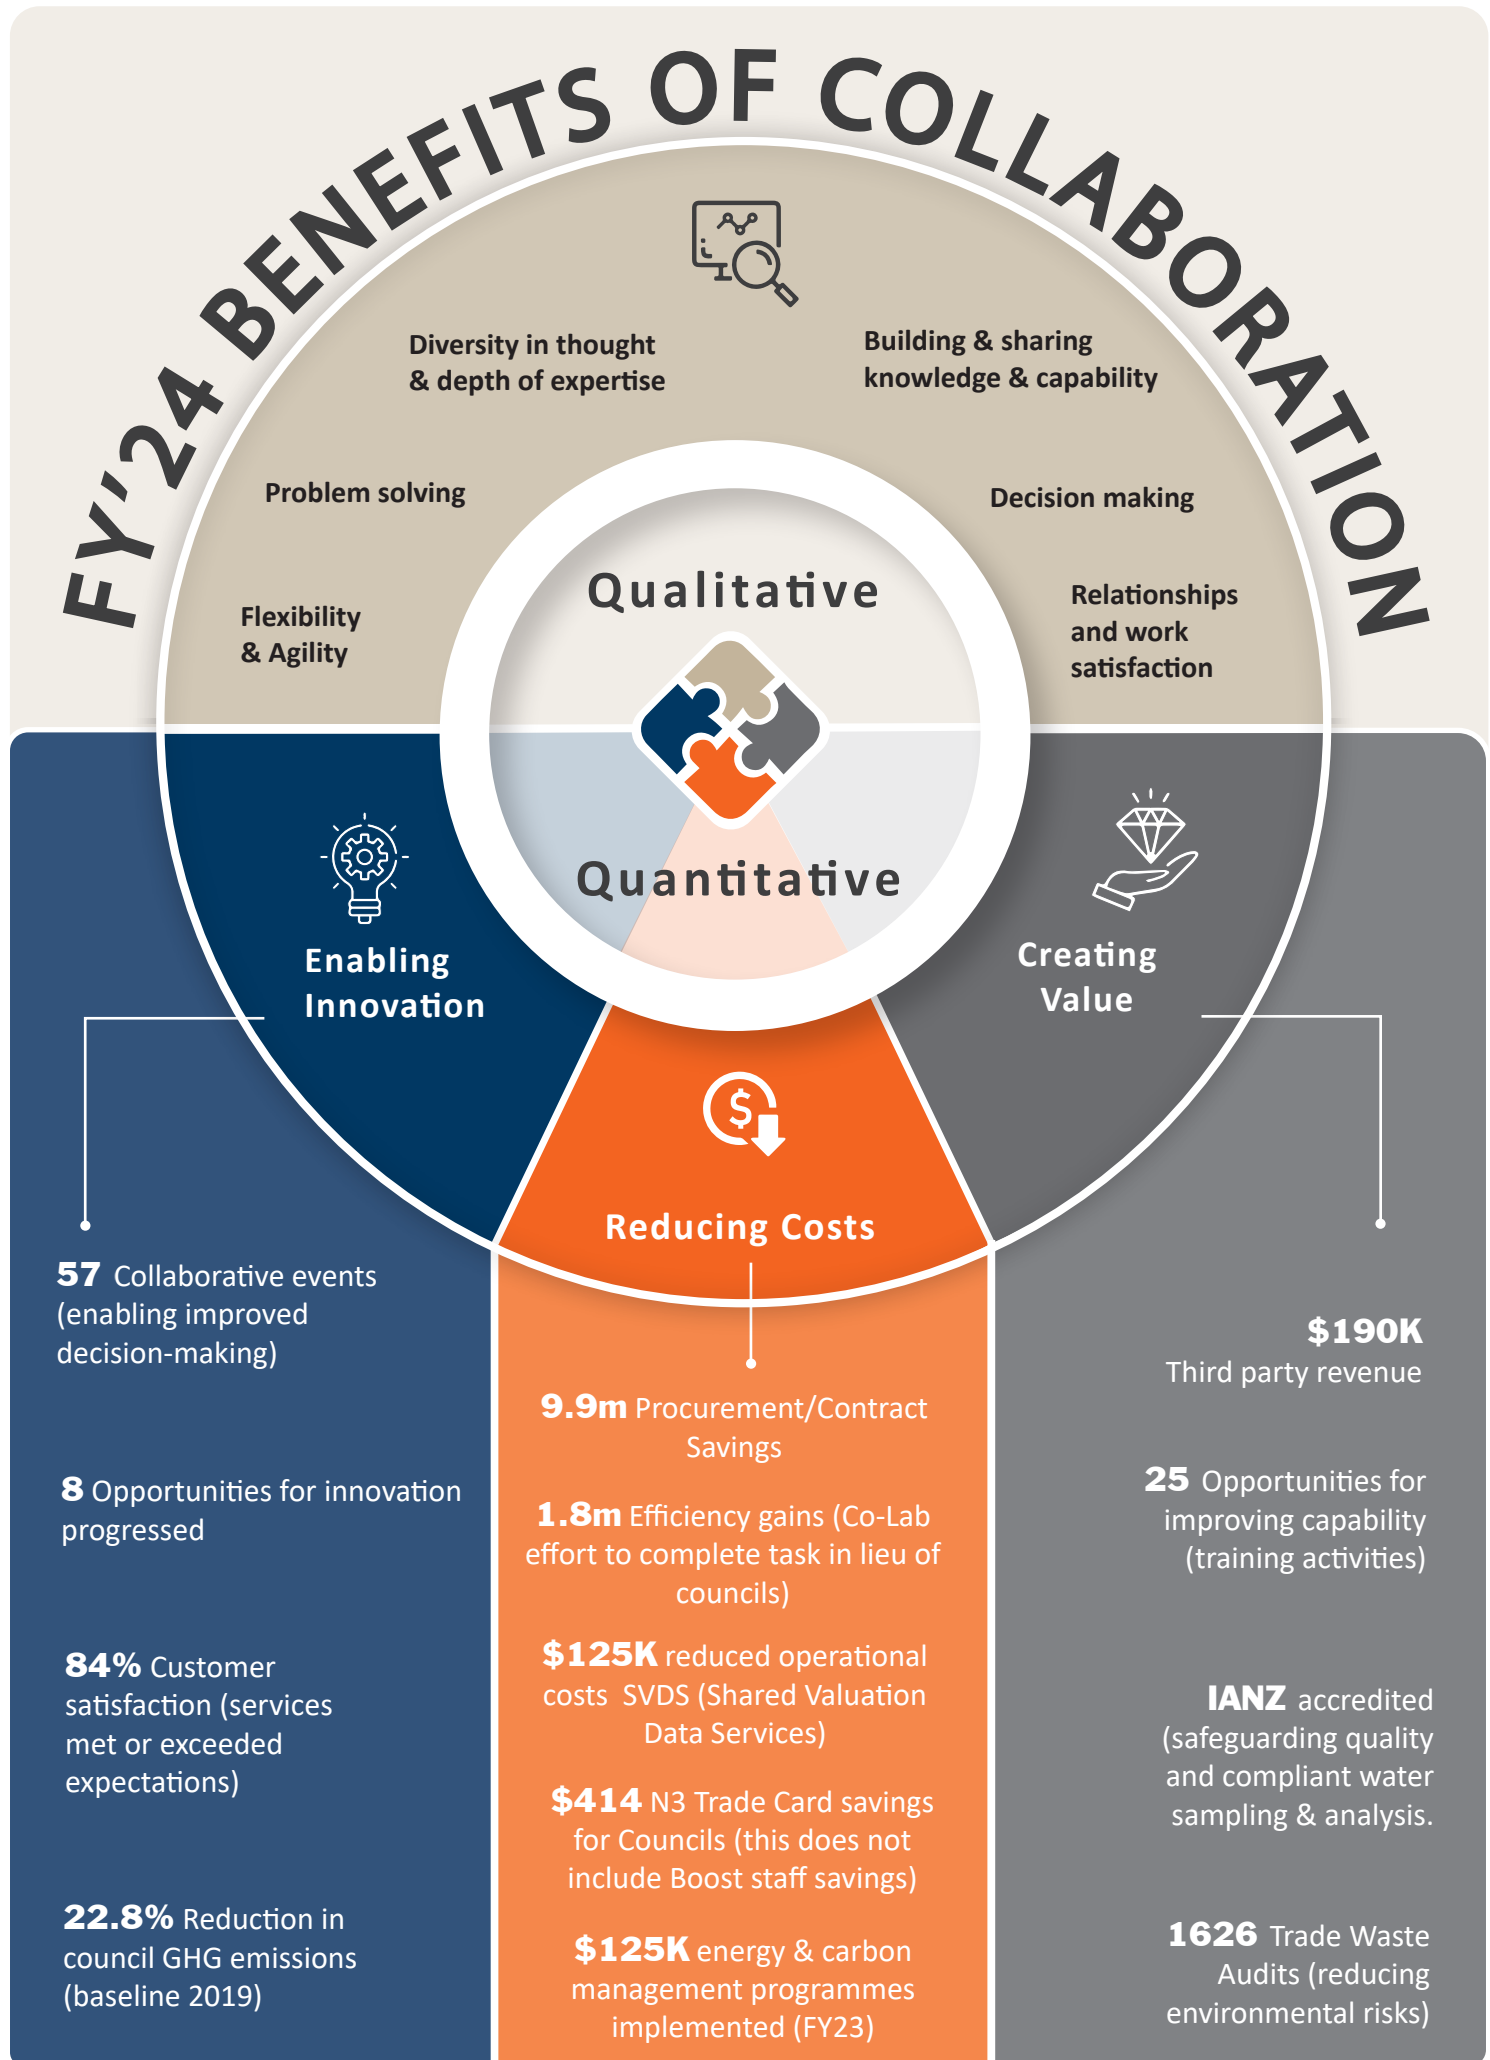 FY'24 BENEFITS OF COLLABORATION
Diversity in thought
& depth of expertise
Building & sharing
knowledge & capability
Problem solving
Decision making
Flexibility
& Agility
Relationships
and work
satisfaction
Qualitative
Quantitative
Enabling
Innovation
Creating
Value
$
Reducing Costs
57 Collaborative events
(enabling improved
decision-making)
8 Opportunities for innovation
progressed
84% Customer
satisfaction (services
met or exceeded
expectations)
22.8% Reduction in
council GHG emissions
(baseline 2019)
9.9m Procurement/Contract
Savings
1.8m Efficiency gains (Co-Lab
effort to complete task in lieu of
councils)
$125K reduced operational
costs SVDS (Shared Valuation
Data Services)
$414 N3 Trade Card savings
for Councils (this does not
include Boost staff savings)
$125K energy & carbon
management programmes
implemented (FY23)
$190K
Third party revenue
25 Opportunities for
improving capability
(training activities)
IANZ accredited
(safeguarding quality
and compliant water
sampling & analysis.
1626 Trade Waste
Audits (reducing
environmental risks)